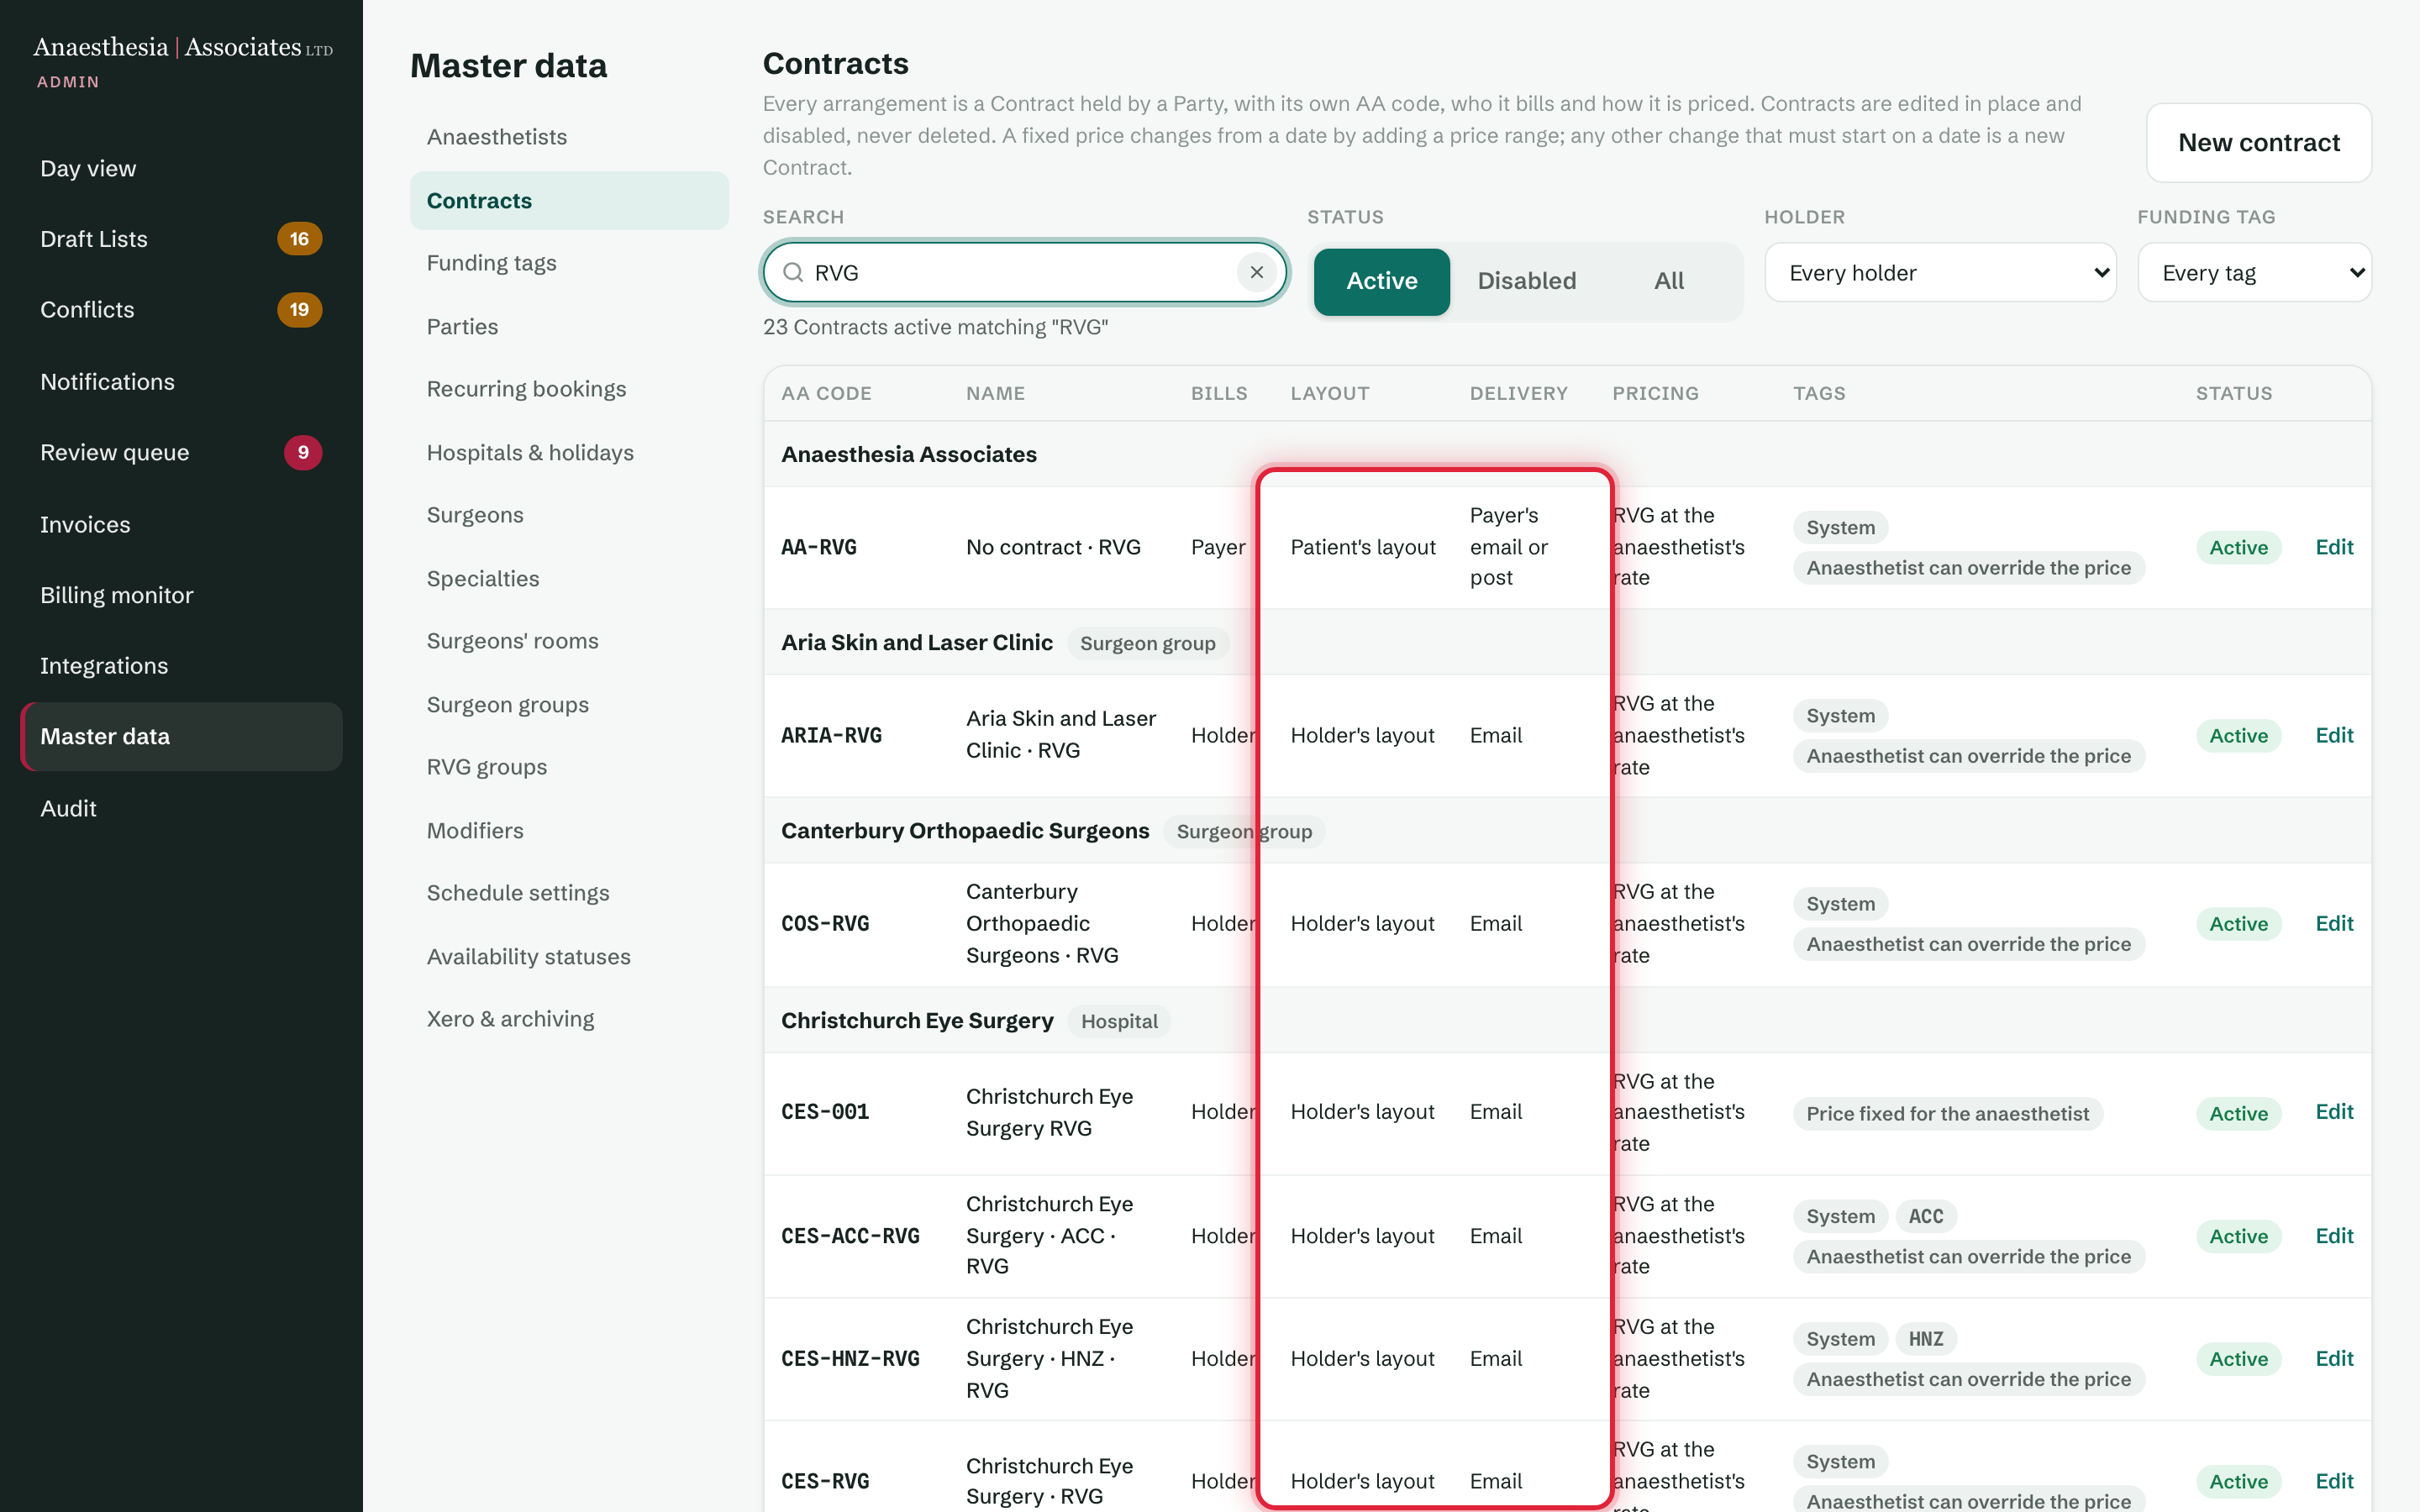 Anaesthesia | Associates LTD
ADMIN
Day view
Draft Lists 16
Conflicts 19
Notifications
Review queue 9
Invoices
Billing monitor
Integrations
Master data
Audit
Master data
Anaesthetists
Contracts
Funding tags
Parties
Recurring bookings
Hospitals & holidays
Surgeons
Specialties
Surgeons' rooms
Surgeon groups
RVG groups
Modifiers
Schedule settings
Availability statuses
Xero & archiving
Contracts
Every arrangement is a Contract held by a Party, with its own AA code, who it bills and how it is priced. Contracts are edited in place and
disabled, never deleted. A fixed price changes from a date by adding a price range; any other change that must start on a date is a new
Contract.
New contract
SEARCH STATUS HOLDER FUNDING TAG
RVG Active Disabled All Every holder Every tag
23 Contracts active matching "RVG"
AA CODE NAME BILLS LAYOUT DELIVERY PRICING TAGS STATUS
Anaesthesia Associates
AA-RVG No contract · RVG Payer Patient's layout Payer's email or post RVG at the anaesthetist's rate System Anaesthetist can override the price Active Edit
Aria Skin and Laser Clinic Surgeon group
ARIA-RVG Aria Skin and Laser Clinic · RVG Holder Holder's layout Email RVG at the anaesthetist's rate System Anaesthetist can override the price Active Edit
Canterbury Orthopaedic Surgeons Surgeon group
COS-RVG Canterbury Orthopaedic Surgeons · RVG Holder Holder's layout Email RVG at the anaesthetist's rate System Anaesthetist can override the price Active Edit
Christchurch Eye Surgery Hospital
CES-001 Christchurch Eye Surgery RVG Holder Holder's layout Email RVG at the anaesthetist's rate Price fixed for the anaesthetist Active Edit
CES-ACC-RVG Christchurch Eye Surgery · ACC · RVG Holder Holder's layout Email RVG at the anaesthetist's rate System ACC Anaesthetist can override the price Active Edit
CES-HNZ-RVG Christchurch Eye Surgery · HNZ · RVG Holder Holder's layout Email RVG at the anaesthetist's rate System HNZ Anaesthetist can override the price Active Edit
CES-RVG Christchurch Eye Surgery · RVG Holder Holder's layout Email RVG at the anaesthetist's System Anaesthetist can override the price Active Edit